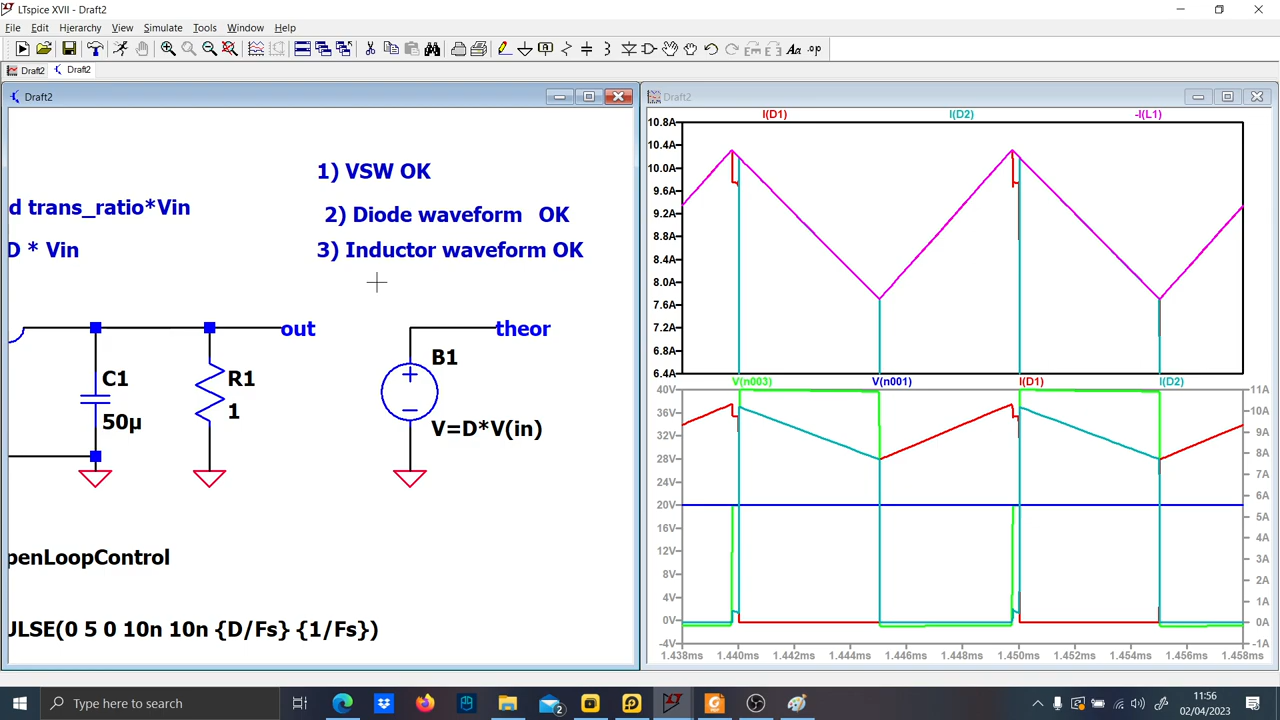 LTspice XVII - Draft2
File Edit Hierarchy View Simulate Tools Window Help
Draft2 Draft2
Draft2
1) VSW OK
d trans_ratio*Vin
2) Diode waveform OK
D * Vin
3) Inductor waveform OK
out
theor
B1
C1
R1
50µ
1
V=D*V(in)
penLoopControl
ULSE(0 5 0 10n 10n {D/Fs} {1/Fs})
Draft2
I(D1) I(D2) -I(L1)
10.8A
10.4A
10.0A
9.6A
9.2A
8.8A
8.4A
8.0A
7.6A
7.2A
6.8A
6.4A
V(n003) V(n001) I(D1) I(D2)
40V 11A
36V 10A
32V 9A
28V 8A
24V 7A
20V 6A
16V 5A
12V 4A
8V 3A
4V 2A
0V 1A
-4V 0A
-1A
1.438ms 1.440ms 1.442ms 1.444ms 1.446ms 1.448ms 1.450ms 1.452ms 1.454ms 1.456ms 1.458ms
Type here to search
2
11:56
02/04/2023